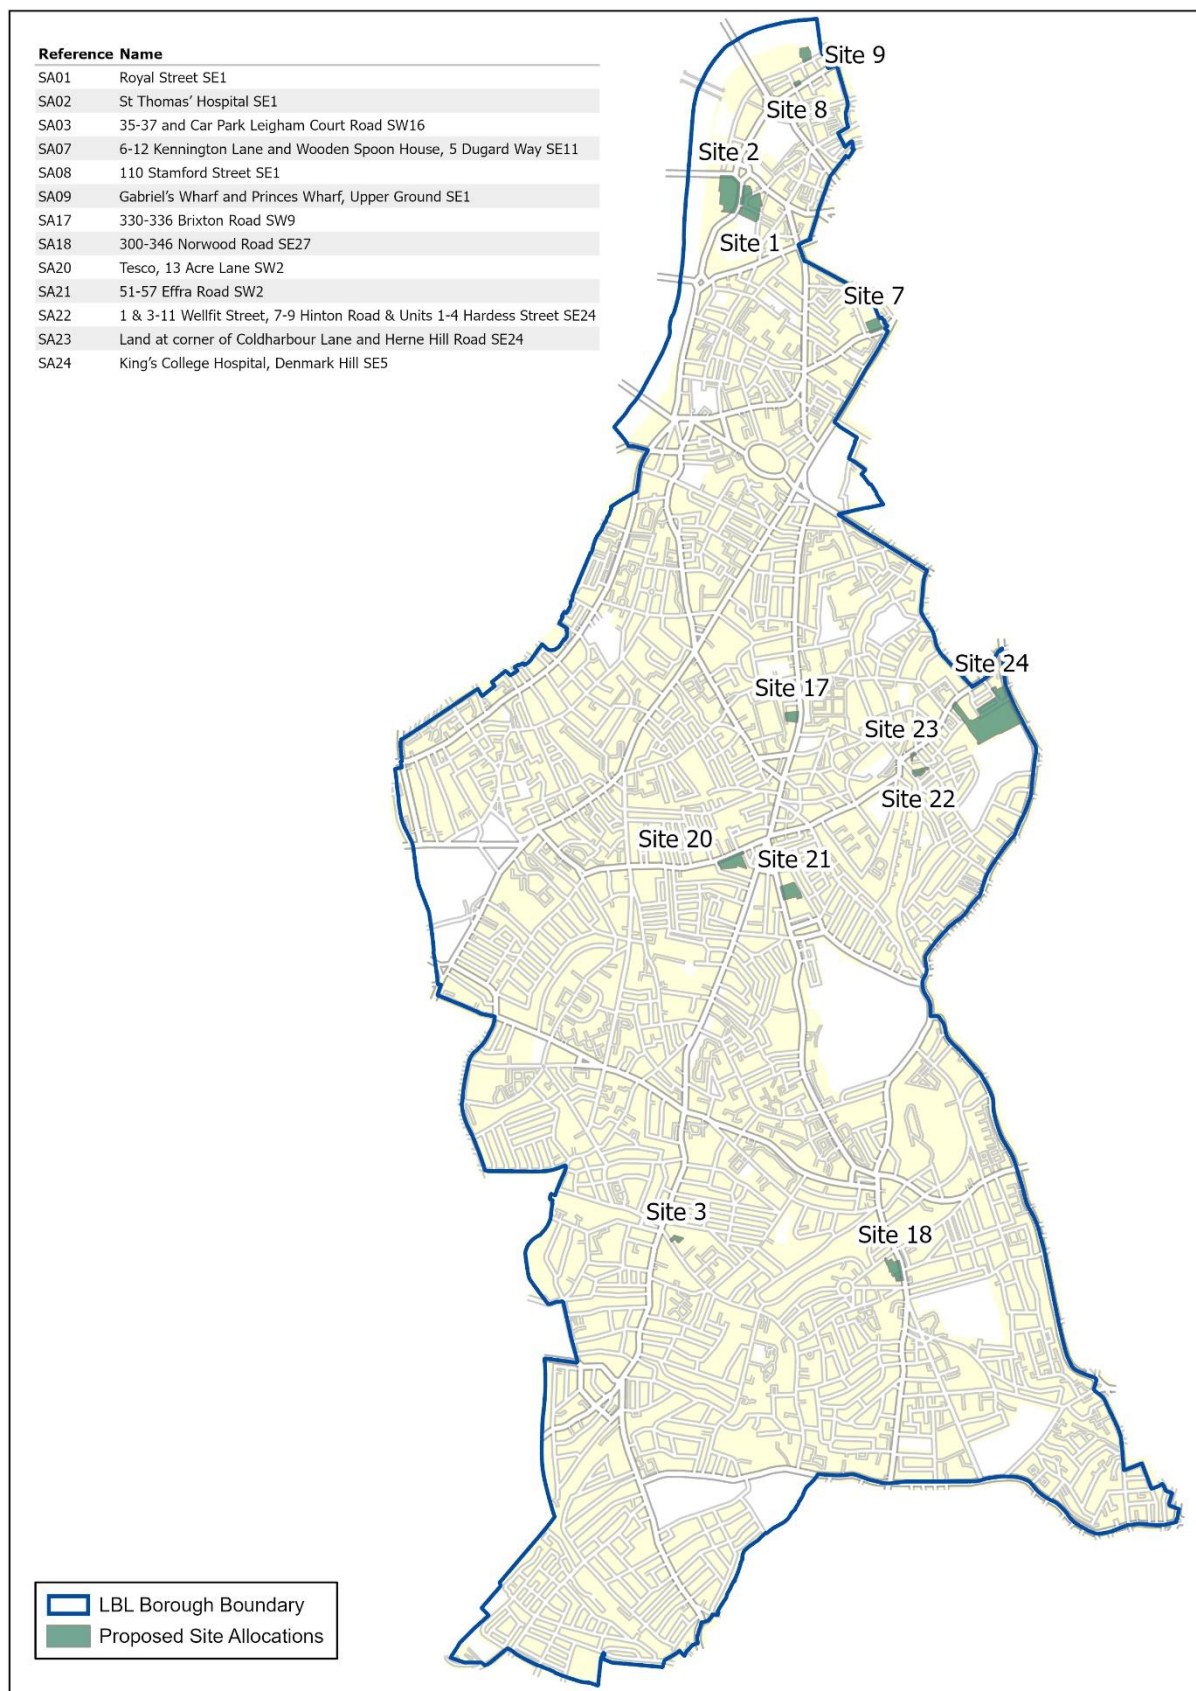 Reference Name
SA01 Royal Street SE1
SA02 St Thomas’ Hospital SE1
SA03 35-37 and Car Park Leigham Court Road SW16
SA07 6-12 Kennington Lane and Wooden Spoon House, 5 Dugard Way SE11
SA08 110 Stamford Street SE1
SA09 Gabriel’s Wharf and Princes Wharf, Upper Ground SE1
SA17 330-336 Brixton Road SW9
SA18 300-346 Norwood Road SE27
SA20 Tesco, 13 Acre Lane SW2
SA21 51-57 Effra Road SW2
SA22 1 & 3-11 Wellfit Street, 7-9 Hinton Road & Units 1-4 Hardess Street SE24
SA23 Land at corner of Coldharbour Lane and Herne Hill Road SE24
SA24 King’s College Hospital, Denmark Hill SE5
Site 9
Site 8
Site 2
Site 1
Site 7
Site 24
Site 17
Site 23
Site 22
Site 20
Site 21
Site 3
Site 18
LBL Borough Boundary
Proposed Site Allocations